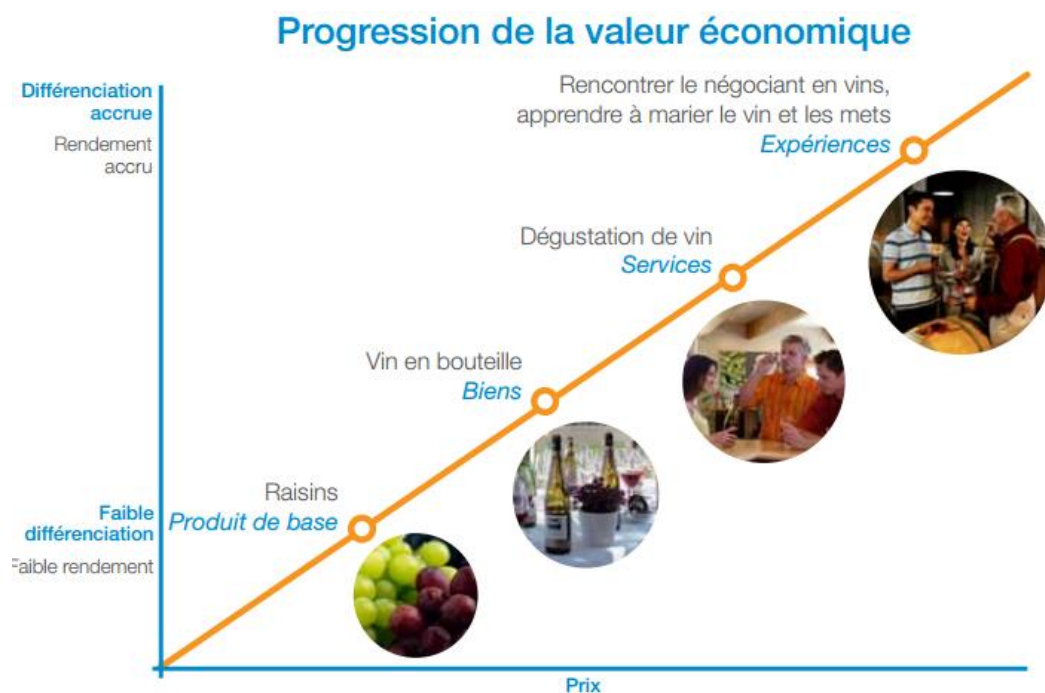 Progression de la valeur économique
Différenciation
accrue
Rendement
accru
Rencontrer le négociant en vins,
apprendre à marier le vin et les mets
Expériences
Dégustation de vin
Services
Vin en bouteille
Biens
Raisins
Produit de base
Faible
différenciation
Faible rendement
Prix